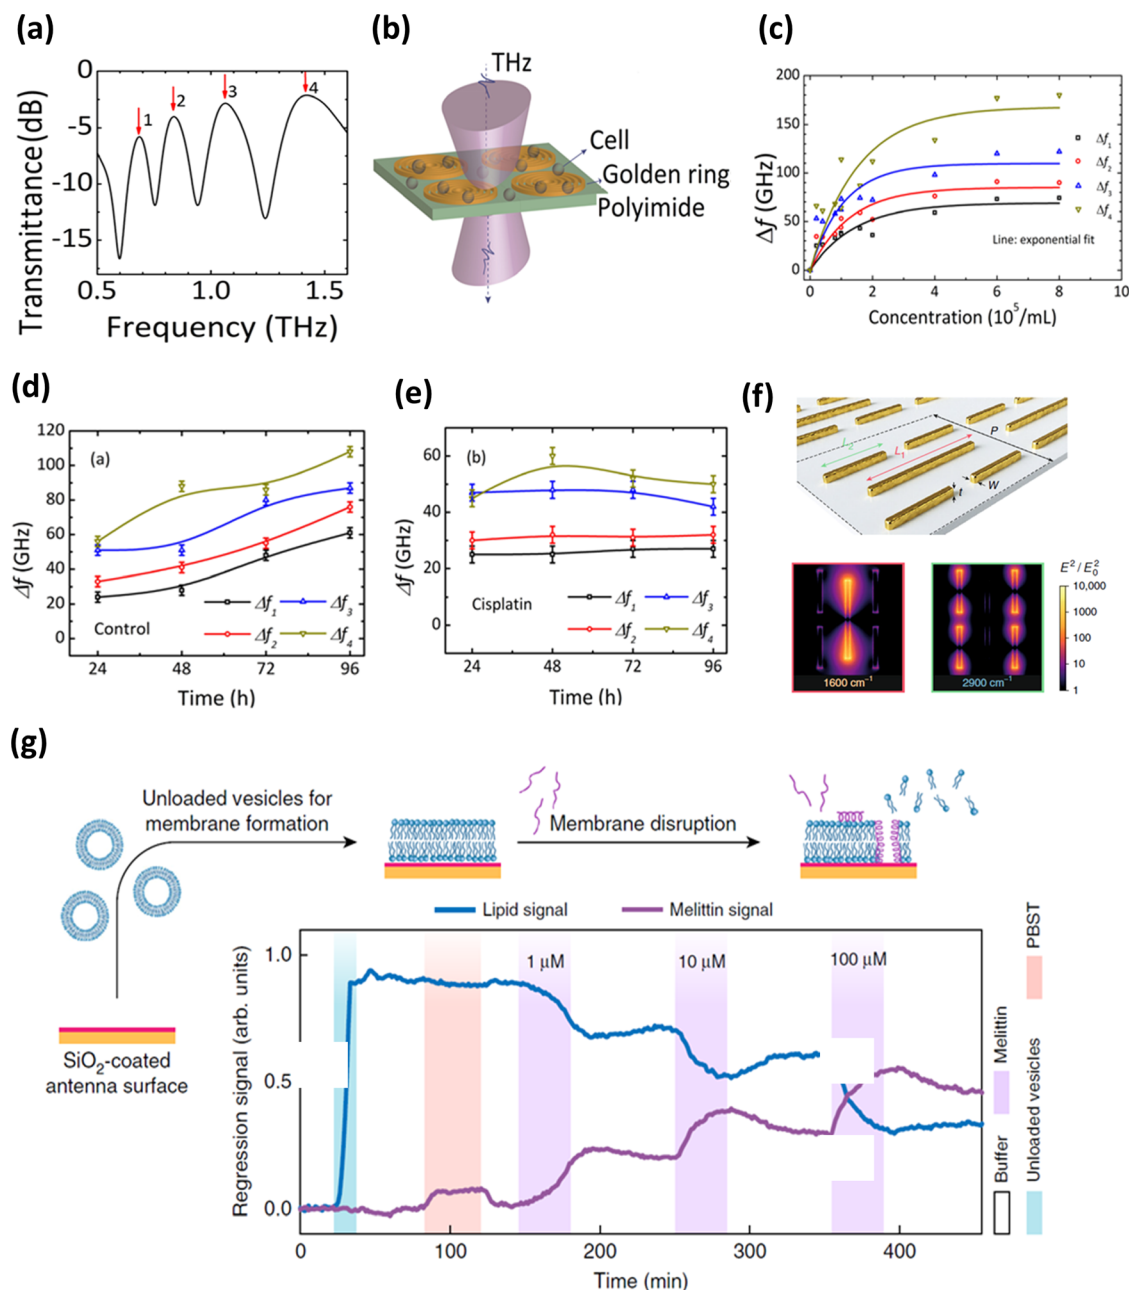 (a)
Transmittance (dB)
0
-5
-10
-15
1
2
3
4
0.5
1.0
1.5
Frequency (THz)
(b)
THz
Cell
Golden ring
Polyimide
(c)
Δf (GHz)
200
150
100
50
0
Δf1
Δf2
Δf3
Δf4
Line: exponential fit
0
2
4
6
8
10
Concentration (10⁵/mL)
(d)
Δf (GHz)
120
100
80
60
40
20
0
(a)
Control
Δf1
Δf3
Δf2
Δf4
24
48
72
96
Time (h)
(e)
Δf (GHz)
60
40
20
0
(b)
Cisplatin
Δf1
Δf3
Δf2
Δf4
24
48
72
96
Time (h)
(f)
P
L2
L1
W
t
E²/E₀²
10,000
1000
100
10
1
1600 cm⁻¹
2900 cm⁻¹
(g)
Unloaded vesicles for
membrane formation
Membrane disruption
SiO₂-coated
antenna surface
Lipid signal
Melittin signal
Regression signal (arb. units)
1.0
0.5
0.0
1 μM
10 μM
100 μM
0
100
200
300
400
Time (min)
Buffer
Melittin
Unloaded vesicles
PBST